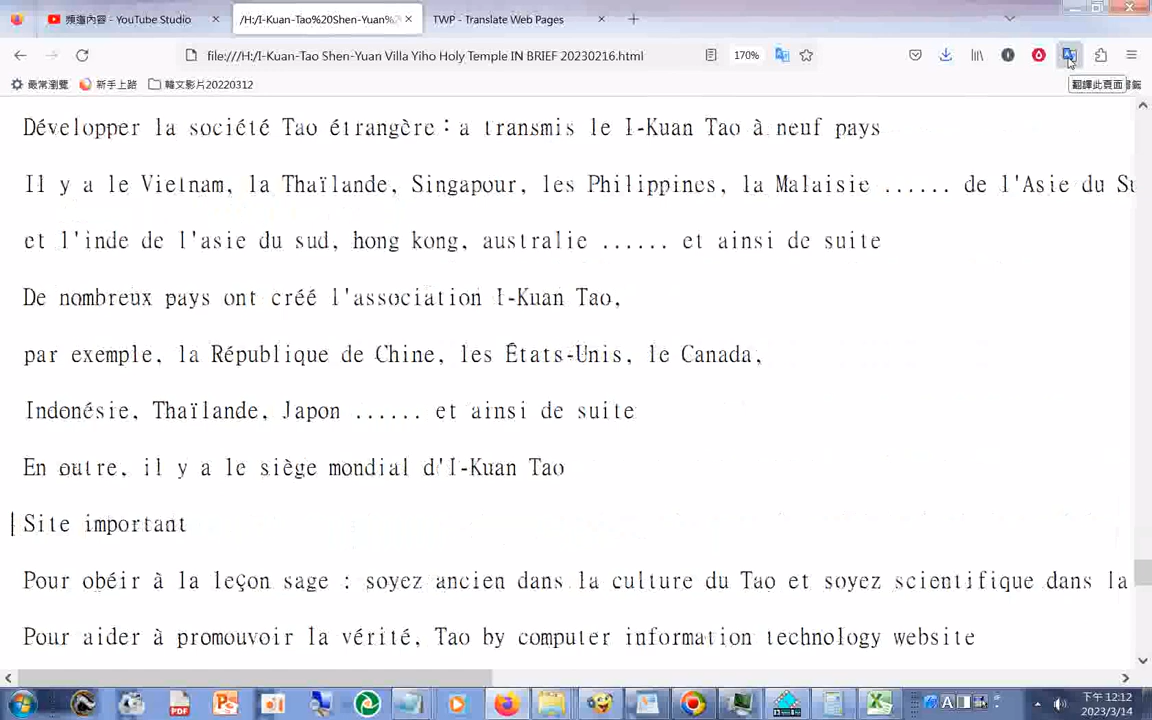 頻道內容 - YouTube Studio
/H:/I-Kuan-Tao%20Shen-Yuan%
TWP - Translate Web Pages
file:///H:/I-Kuan-Tao Shen-Yuan Villa Yiho Holy Temple IN BRIEF 20230216.html
170%
最常瀏覽
新手上路
韓文影片20220312
翻譯此頁面
Développer la société Tao étrangère：a transmis le I-Kuan Tao à neuf pays
Il y a le Vietnam, la Thaïlande, Singapour, les Philippines, la Malaisie ...... de l'Asie du Su
et l'inde de l'asie du sud, hong kong, australie ...... et ainsi de suite
De nombreux pays ont créé l'association I-Kuan Tao,
par exemple, la République de Chine, les États-Unis, le Canada,
Indonésie, Thaïlande, Japon ...... et ainsi de suite
En outre, il y a le siège mondial d'I-Kuan Tao
Site important
Pour obéir à la leçon sage : soyez ancien dans la culture du Tao et soyez scientifique dans la
Pour aider à promouvoir la vérité, Tao by computer information technology website
下午 12:12
2023/3/14